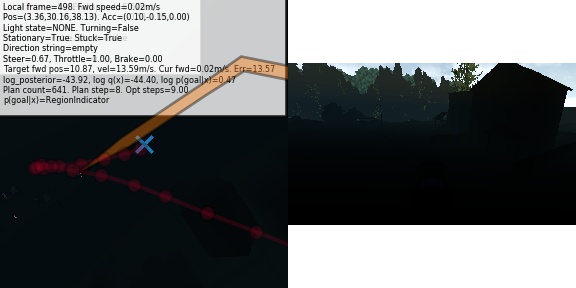 Local frame=498. Fwd speed=0.02m/s
Pos=(3.36,30.16,38.13). Acc=(0.10,-0.15,0.00)
Light state=NONE. Turning=False
Stationary=True. Stuck=True
Direction string=empty
Steer=0.67, Throttle=1.00, Brake=0.00
Target fwd pos=10.87, vel=13.59m/s. Cur fwd=0.02m/s. Err=13.57
log_posterior=-43.92, log q(x)=-44.40, log p(goal|x)=0.47
Plan count=641. Plan step=8. Opt steps=9.00
p(goal|x)=RegionIndicator